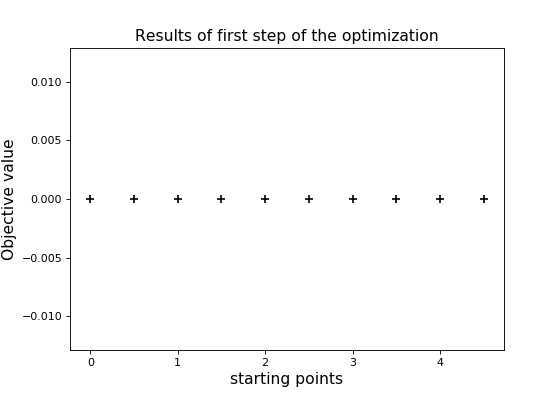 Results of first step of the optimization
Objective value
0.010
0.005
0.000
−0.005
−0.010
0 1 2 3 4
starting points